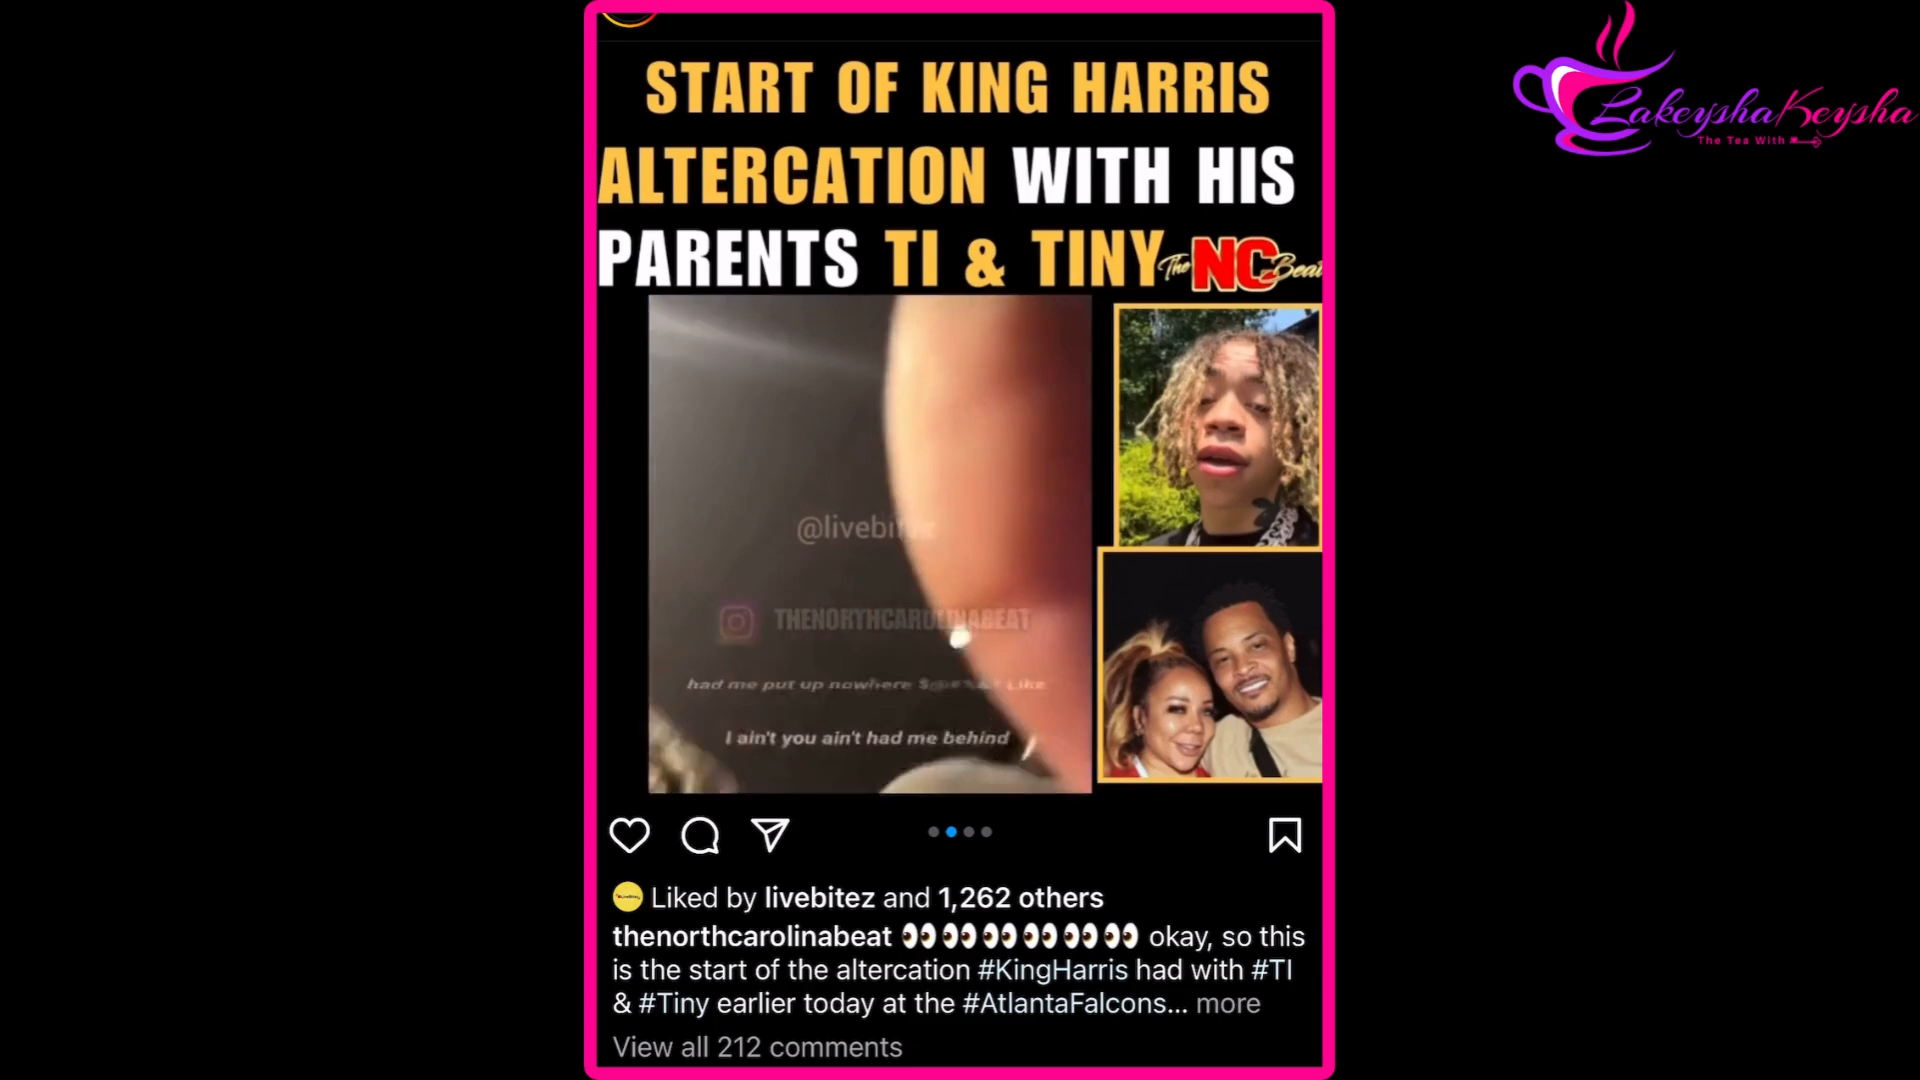 START OF KING HARRIS
ALTERCATION WITH HIS
PARENTS TI & TINY
The NC Beat
LakeyshaKeysha
The Tea With
@livebitez
THENORTHCAROLINABEAT
had me put up nowhere Like
I ain't you ain't had me behind
Liked by livebitez and 1,262 others
thenorthcarolinabeat 👀👀👀👀👀👀 okay, so this
is the start of the altercation #KingHarris had with #TI
& #Tiny earlier today at the #AtlantaFalcons... more
View all 212 comments